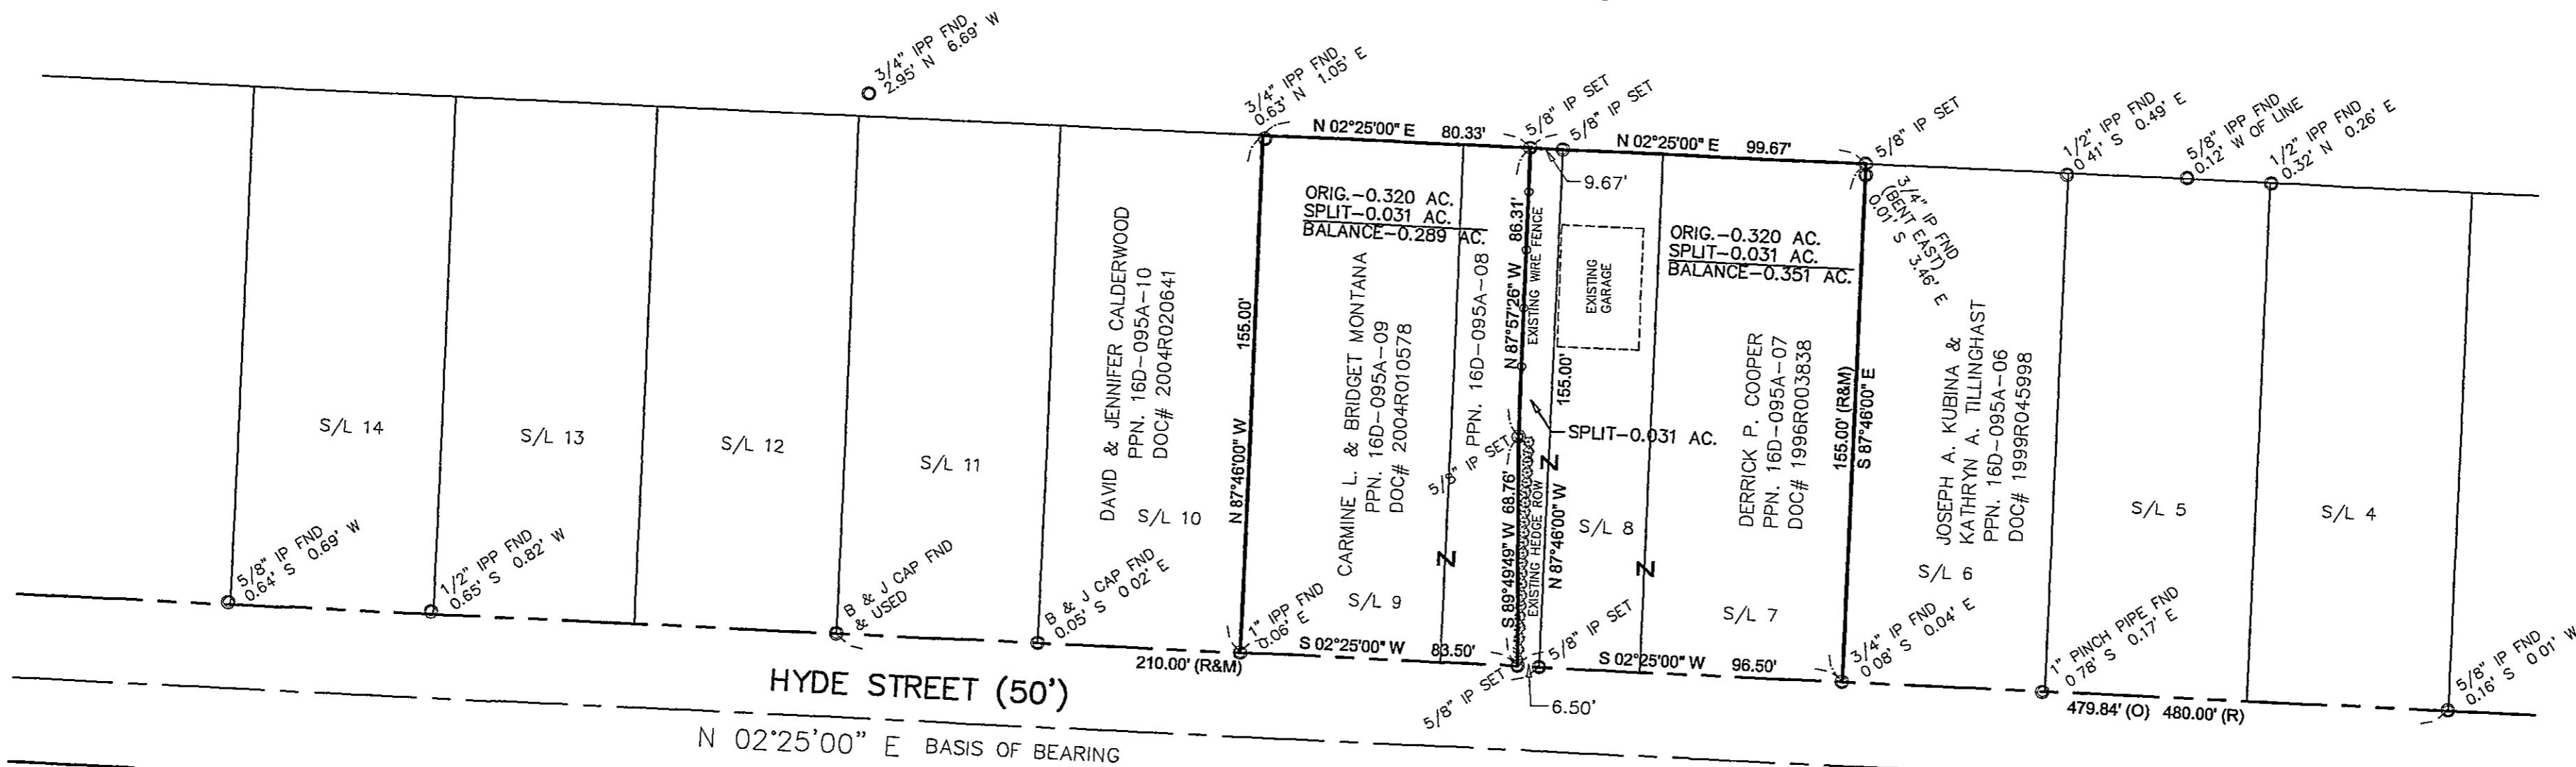 3/4" IPP FND
2.95' N 6.69' W
3/4" IPP FND
0.63' N 1.05' E
N 02°25'00" E 80.33'
5/8" IP SET
5/8" IP SET
9.67'
N 02°25'00" E 99.67'
5/8" IP SET
3/4" IP FND
(BENT EAST)
0.01' S 3.46' E
1/2" IPP FND
0 41' S 0.49' E
5/8" IPP FND
0.12' W OF LINE
1/2" IPP FND
0.32' N 0.26' E
S/L 14
S/L 13
S/L 12
S/L 11
DAVID & JENNIFER CALDERWOOD
PPN. 16D-095A-10
DOC# 2004R020641
S/L 10
N 87°46'00" W 155.00'
ORIG.-0.320 AC.
SPLIT-0.031 AC.
BALANCE-0.289 AC.
CARMINE L. & BRIDGET MONTANA
PPN. 16D-095A-09
DOC# 2004R010578
S/L 9
PPN. 16D-095A-08
Z
N 87°57'26" W 86.31'
EXISTING WIRE FENCE
5/8" IP SET
S 89°49'49" W 68.76'
EXISTING HEDGE ROW
155.00'
N 87°46'00" W
Z
SPLIT-0.031 AC.
EXISTING
GARAGE
S/L 8
Z
ORIG.-0.320 AC.
SPLIT-0.031 AC.
BALANCE-0.351 AC.
DERRICK P. COOPER
PPN. 16D-095A-07
DOC# 1996R003838
S/L 7
155.00' (R&M)
S 87°46'00" E
JOSEPH A. KUBINA &
KATHRYN A. TILLINGHAST
PPN. 16D-095A-06
DOC# 1999R045998
S/L 6
S/L 5
S/L 4
5/8" IP FND
0.64' S 0.69' W
1/2" IPP FND
0.65' S 0.82' W
B & J CAP FND
& USED
B & J CAP FND
0.05' S 0 02' E
1" IPP FND
0.06' E
210.00' (R&M)
S 02°25'00" W 83.50'
5/8" IP SET
5/8" IP SET
6.50'
S 02°25'00" W 96.50'
3/4" IP FND
0 08' S 0.04' E
1" PINCH PIPE FND
0 78' S 0.17' E
479.84' (O) 480.00' (R)
5/8" IP FND
0.16' S 0 01' W
HYDE STREET (50')
N 02°25'00" E BASIS OF BEARING